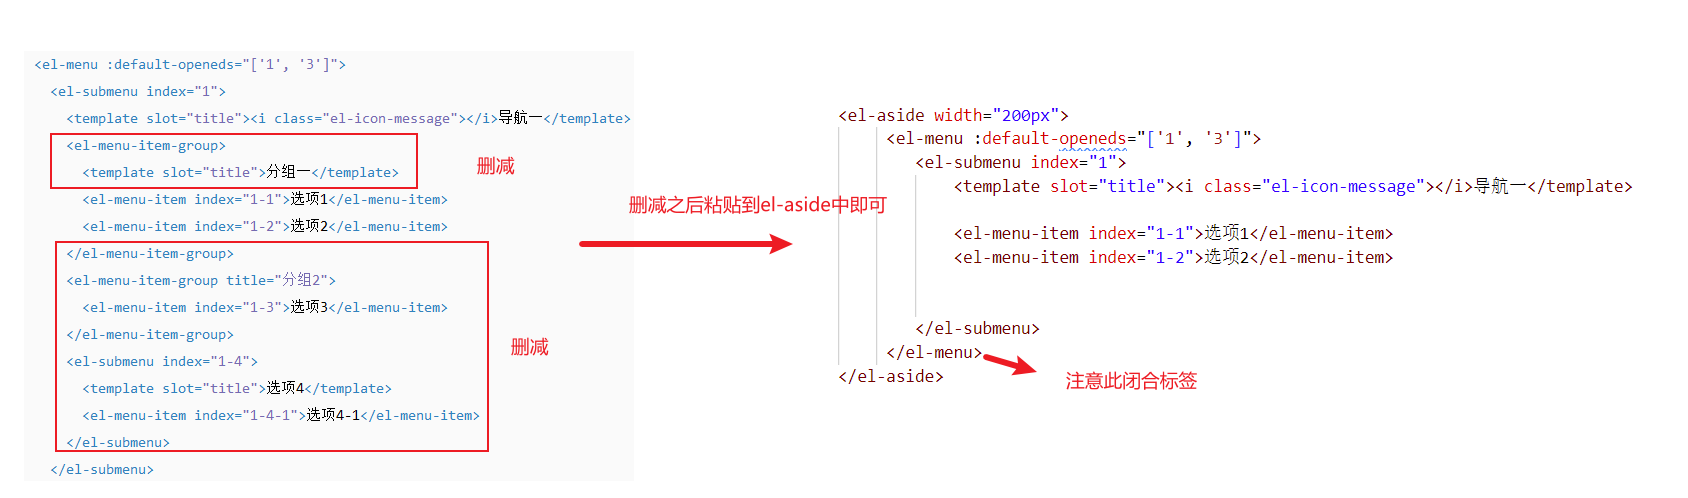 <el-menu :default-openeds="['1', '3']">
<el-submenu index="1">
<template slot="title"><i class="el-icon-message"></i>导航一</template>
<el-menu-item-group>
<template slot="title">分组一</template>
<el-menu-item index="1-1">选项1</el-menu-item>
<el-menu-item index="1-2">选项2</el-menu-item>
</el-menu-item-group>
<el-menu-item-group title="分组2">
<el-menu-item index="1-3">选项3</el-menu-item>
</el-menu-item-group>
<el-submenu index="1-4">
<template slot="title">选项4</template>
<el-menu-item index="1-4-1">选项4-1</el-menu-item>
</el-submenu>
</el-submenu>
删减
删减
删减之后粘贴到el-aside中即可
<el-aside width="200px">
<el-menu :default-openeds="['1', '3']">
<el-submenu index="1">
<template slot="title"><i class="el-icon-message"></i>导航一</template>
<el-menu-item index="1-1">选项1</el-menu-item>
<el-menu-item index="1-2">选项2</el-menu-item>
</el-submenu>
</el-menu>
</el-aside>
注意此闭合标签